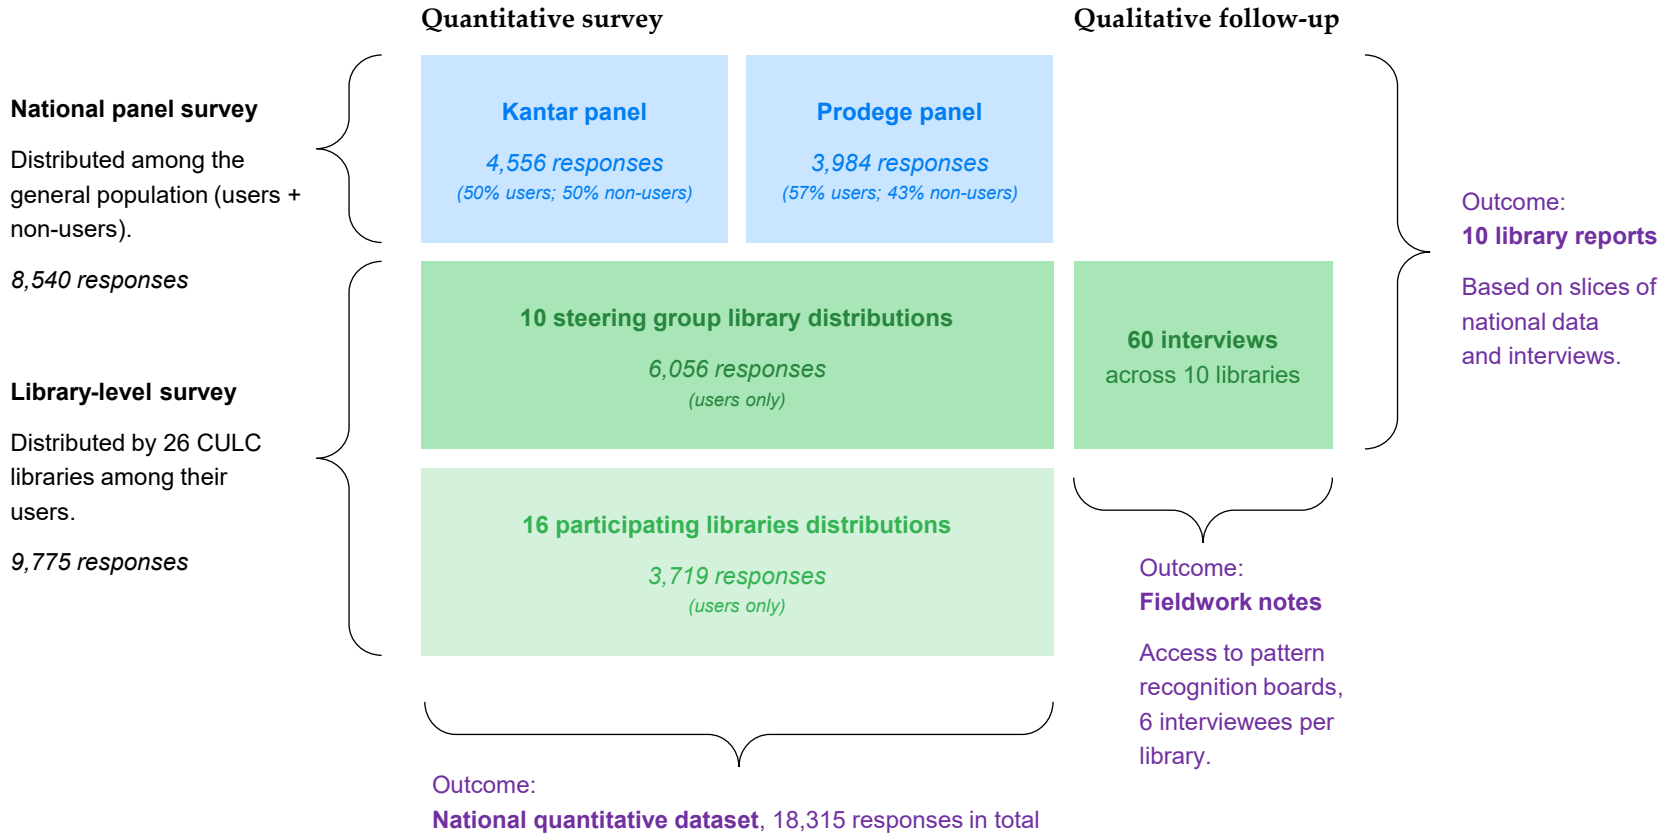 Quantitative survey
Qualitative follow-up
National panel survey
Distributed among the
general population (users +
non-users).
8,540 responses
Kantar panel
4,556 responses
(50% users; 50% non-users)
Prodege panel
3,984 responses
(57% users; 43% non-users)
Library-level survey
Distributed by 26 CULC
libraries among their
users.
9,775 responses
10 steering group library distributions
6,056 responses
(users only)
60 interviews
across 10 libraries
16 participating libraries distributions
3,719 responses
(users only)
Outcome:
10 library reports
Based on slices of
national data
and interviews.
Outcome:
Fieldwork notes
Access to pattern
recognition boards,
6 interviewees per
library.
Outcome:
National quantitative dataset, 18,315 responses in total